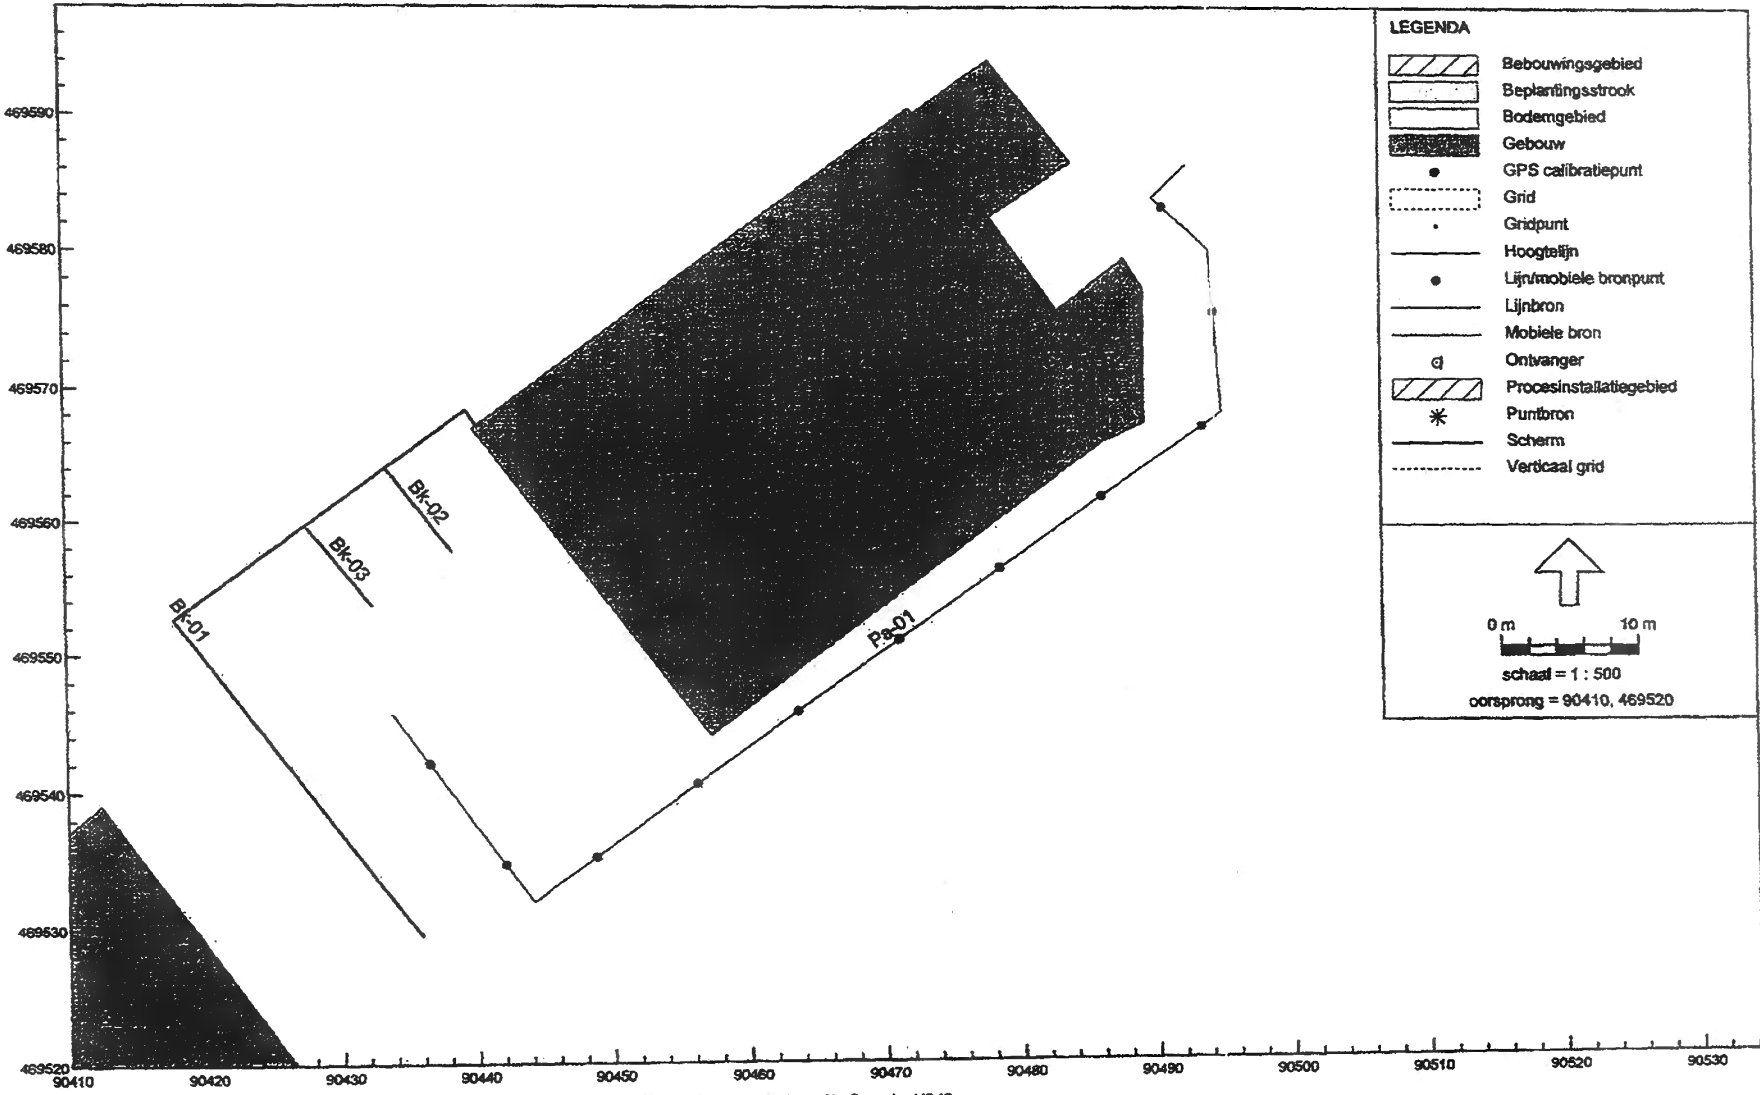 LEGENDA
Bebouwingsgebied
Beplantingsstrook
Bodemgebied
Gebouw
GPS calibratiepunt
Grid
Gridpunt
Hoogtelijn
Lijn/mobiele bronpunt
Lijnbron
Mobiele bron
Ontvanger
Procesinstallatiegebied
Puntbron
Scherm
Verticaal grid
0 m 10 m
schaal = 1 : 500
oorsprong = 90410, 469520
469590
469580
469570
469560
469550
469540
469530
469520
Bk-02
Bk-03
Bk-01
Pa-01
90410 90420 90430 90440 90450 90460 90470 90480 90490 90500 90510 90520 90530